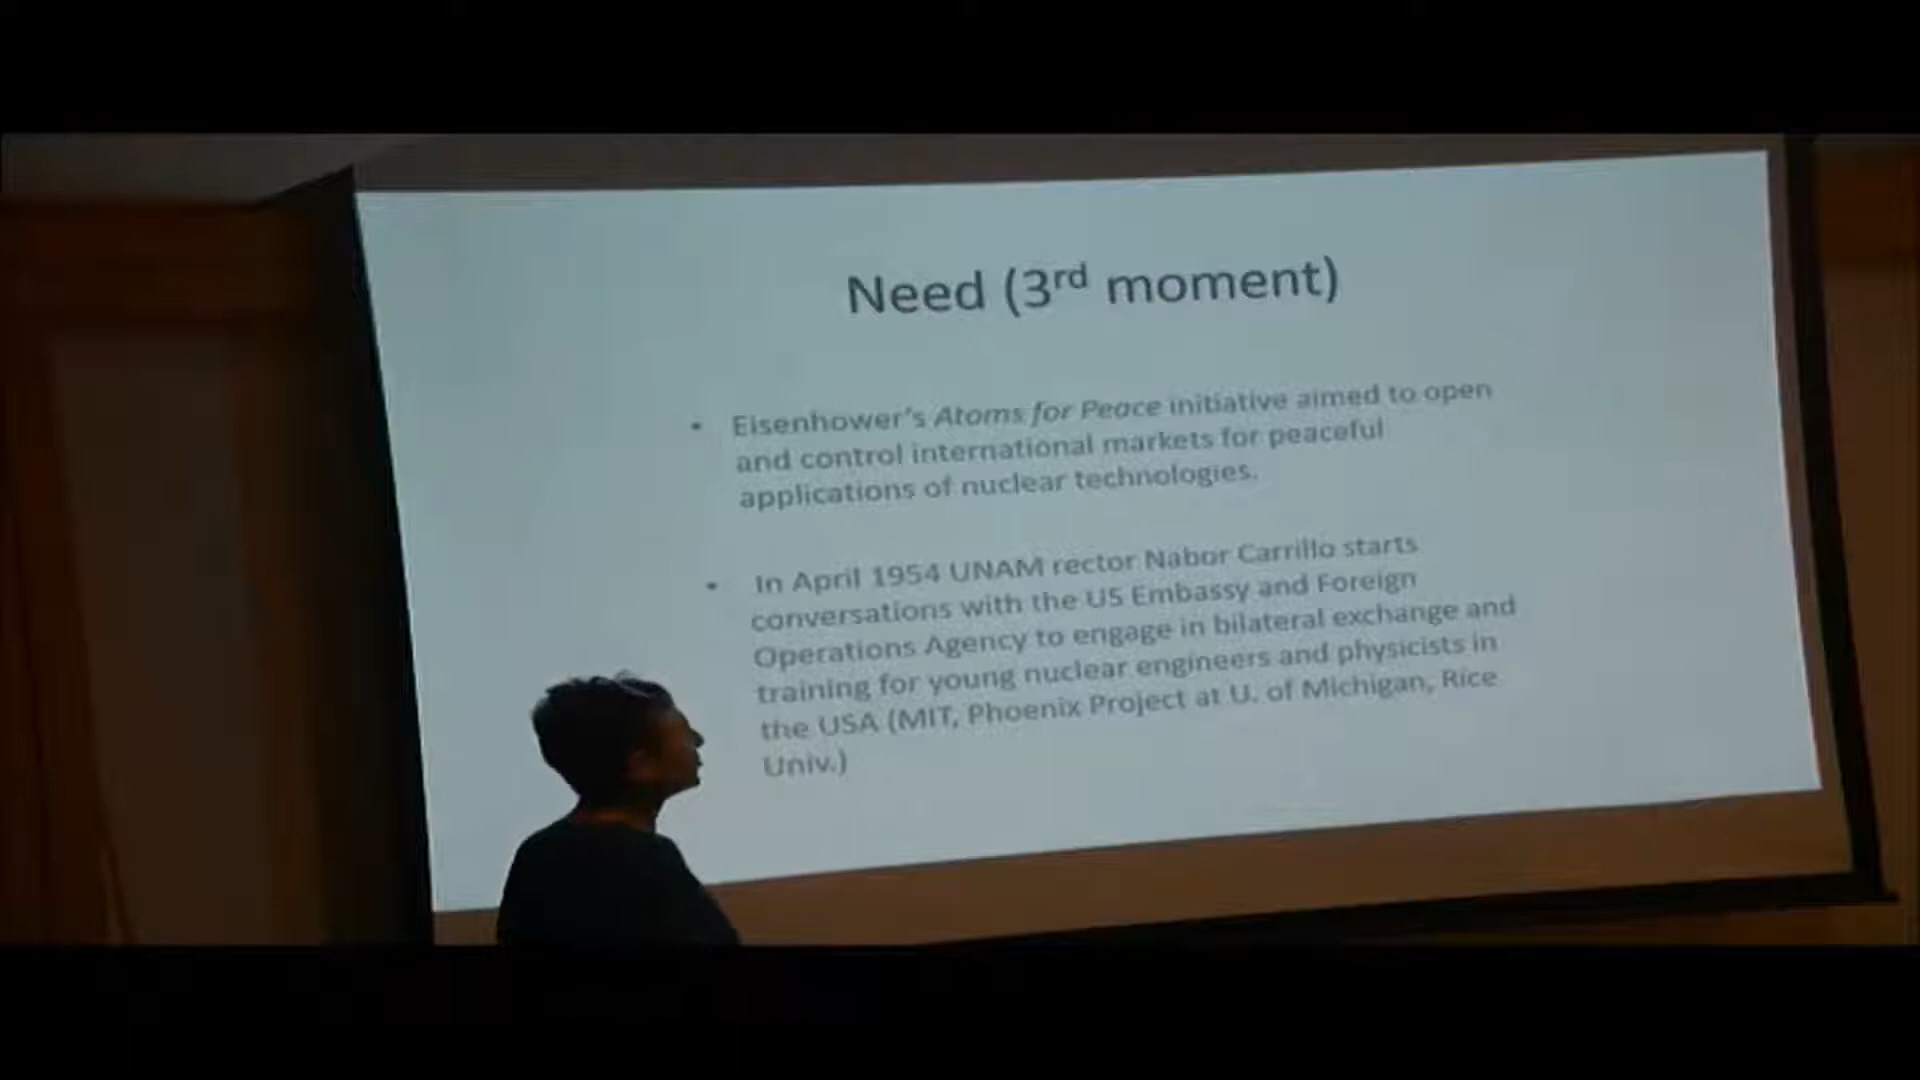 Need (3rd moment)
• Eisenhower's Atoms for Peace initiative aimed to open
and control international markets for peaceful
applications of nuclear technologies.
• In April 1954 UNAM rector Nabor Carrillo starts
conversations with the US Embassy and Foreign
Operations Agency to engage in bilateral exchange and
training for young nuclear engineers and physicists in
the USA (MIT, Phoenix Project at U. of Michigan, Rice
Univ.)